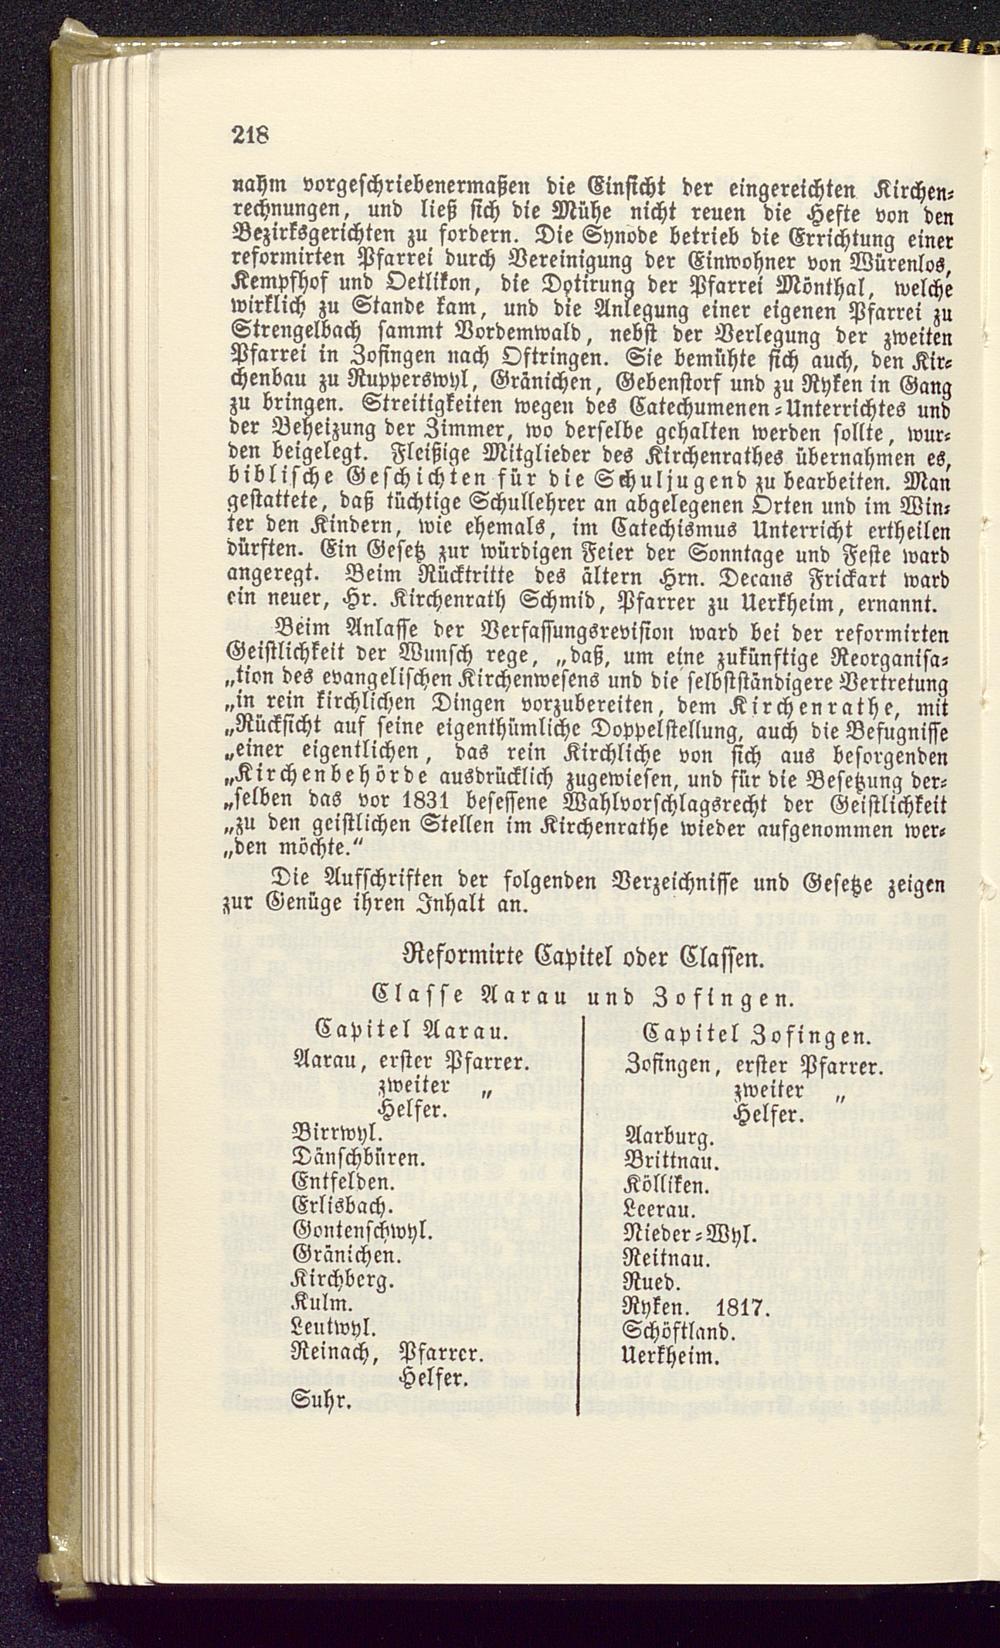 218
nahm vorgeschriebenermaßen die Einsicht der eingereichten Kirchen-
rechnungen, und ließ sich die Mühe nicht reuen die Hefte von den
Bezirksgerichten zu fordern. Die Synode betrieb die Errichtung einer
reformirten Pfarrei durch Vereinigung der Einwohner von Würenlos,
Kempfhof und Oetlikon, die Dotirung der Pfarrei Mönthal, welche
wirklich zu Stande kam, und die Anlegung einer eigenen Pfarrei zu
Strengelbach sammt Vordemwald, nebst der Verlegung der zweiten
Pfarrei in Zofingen nach Oftringen. Sie bemühte sich auch, den Kir-
chenbau zu Rupperswyl, Gränichen, Gebenstorf und zu Ryken in Gang
zu bringen. Streitigkeiten wegen des Catechumenen-Unterrichtes und
der Beheizung der Zimmer, wo derselbe gehalten werden sollte, wur-
den beigelegt. Fleißige Mitglieder des Kirchenrathes übernahmen es,
biblische Geschichten für die Schuljugend zu bearbeiten. Man
gestattete, daß tüchtige Schullehrer an abgelegenen Orten und im Win-
ter den Kindern, wie ehemals, im Catechismus Unterricht ertheilen
dürften. Ein Gesetz zur würdigen Feier der Sonntage und Feste ward
angeregt. Beim Rücktritte des ältern Hrn. Decans Frickart ward
ein neuer, Hr. Kirchenrath Schmid, Pfarrer zu Uerkheim, ernannt.
Beim Anlasse der Verfassungsrevision ward bei der reformirten
Geistlichkeit der Wunsch rege, „daß, um eine zukünftige Reorganisa-
„tion des evangelischen Kirchenwesens und die selbstständigere Vertretung
„in rein kirchlichen Dingen vorzubereiten, dem Kirchenrathe, mit
„Rücksicht auf seine eigenthümliche Doppelstellung, auch die Befugnisse
„einer eigentlichen, das rein Kirchliche von sich aus besorgenden
„Kirchenbehörde ausdrücklich zugewiesen, und für die Besetzung der-
„selben das vor 1831 besessene Wahlvorschlagsrecht der Geistlichkeit
„zu den geistlichen Stellen im Kirchenrathe wieder aufgenommen wer-
„den möchte.“
Die Aufschriften der folgenden Verzeichnisse und Gesetze zeigen
zur Genüge ihren Inhalt an.
Reformirte Capitel oder Classen.
Classe Aarau und Zofingen.
Capitel Aarau.
Aarau, erster Pfarrer.
zweiter „
Helfer.
Birrwyl.
Dänschbüren.
Entfelden.
Erlisbach.
Gontenschwyl.
Gränichen.
Kirchberg.
Kulm.
Leutwyl.
Reinach, Pfarrer.
Helfer.
Suhr.
Capitel Zofingen.
Zofingen, erster Pfarrer.
zweiter „
Helfer.
Aarburg.
Brittnau.
Kölliken.
Leerau.
Nieder-Wyl.
Reitnau.
Rued.
Ryken. 1817.
Schöftland.
Uerkheim.